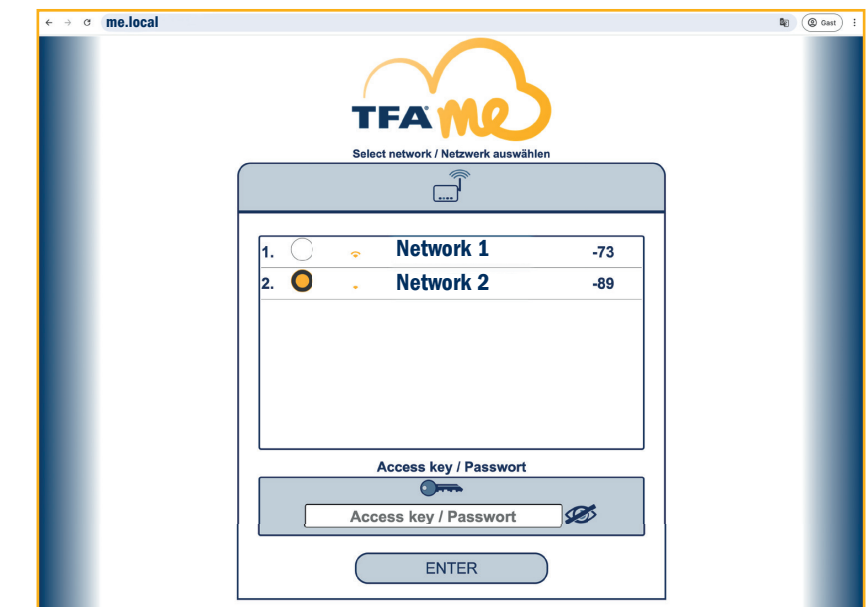 me.local
Gast
TFA me
Select network / Netzwerk auswählen
1. Network 1 -73
2. Network 2 -89
Access key / Passwort
Access key / Passwort
ENTER